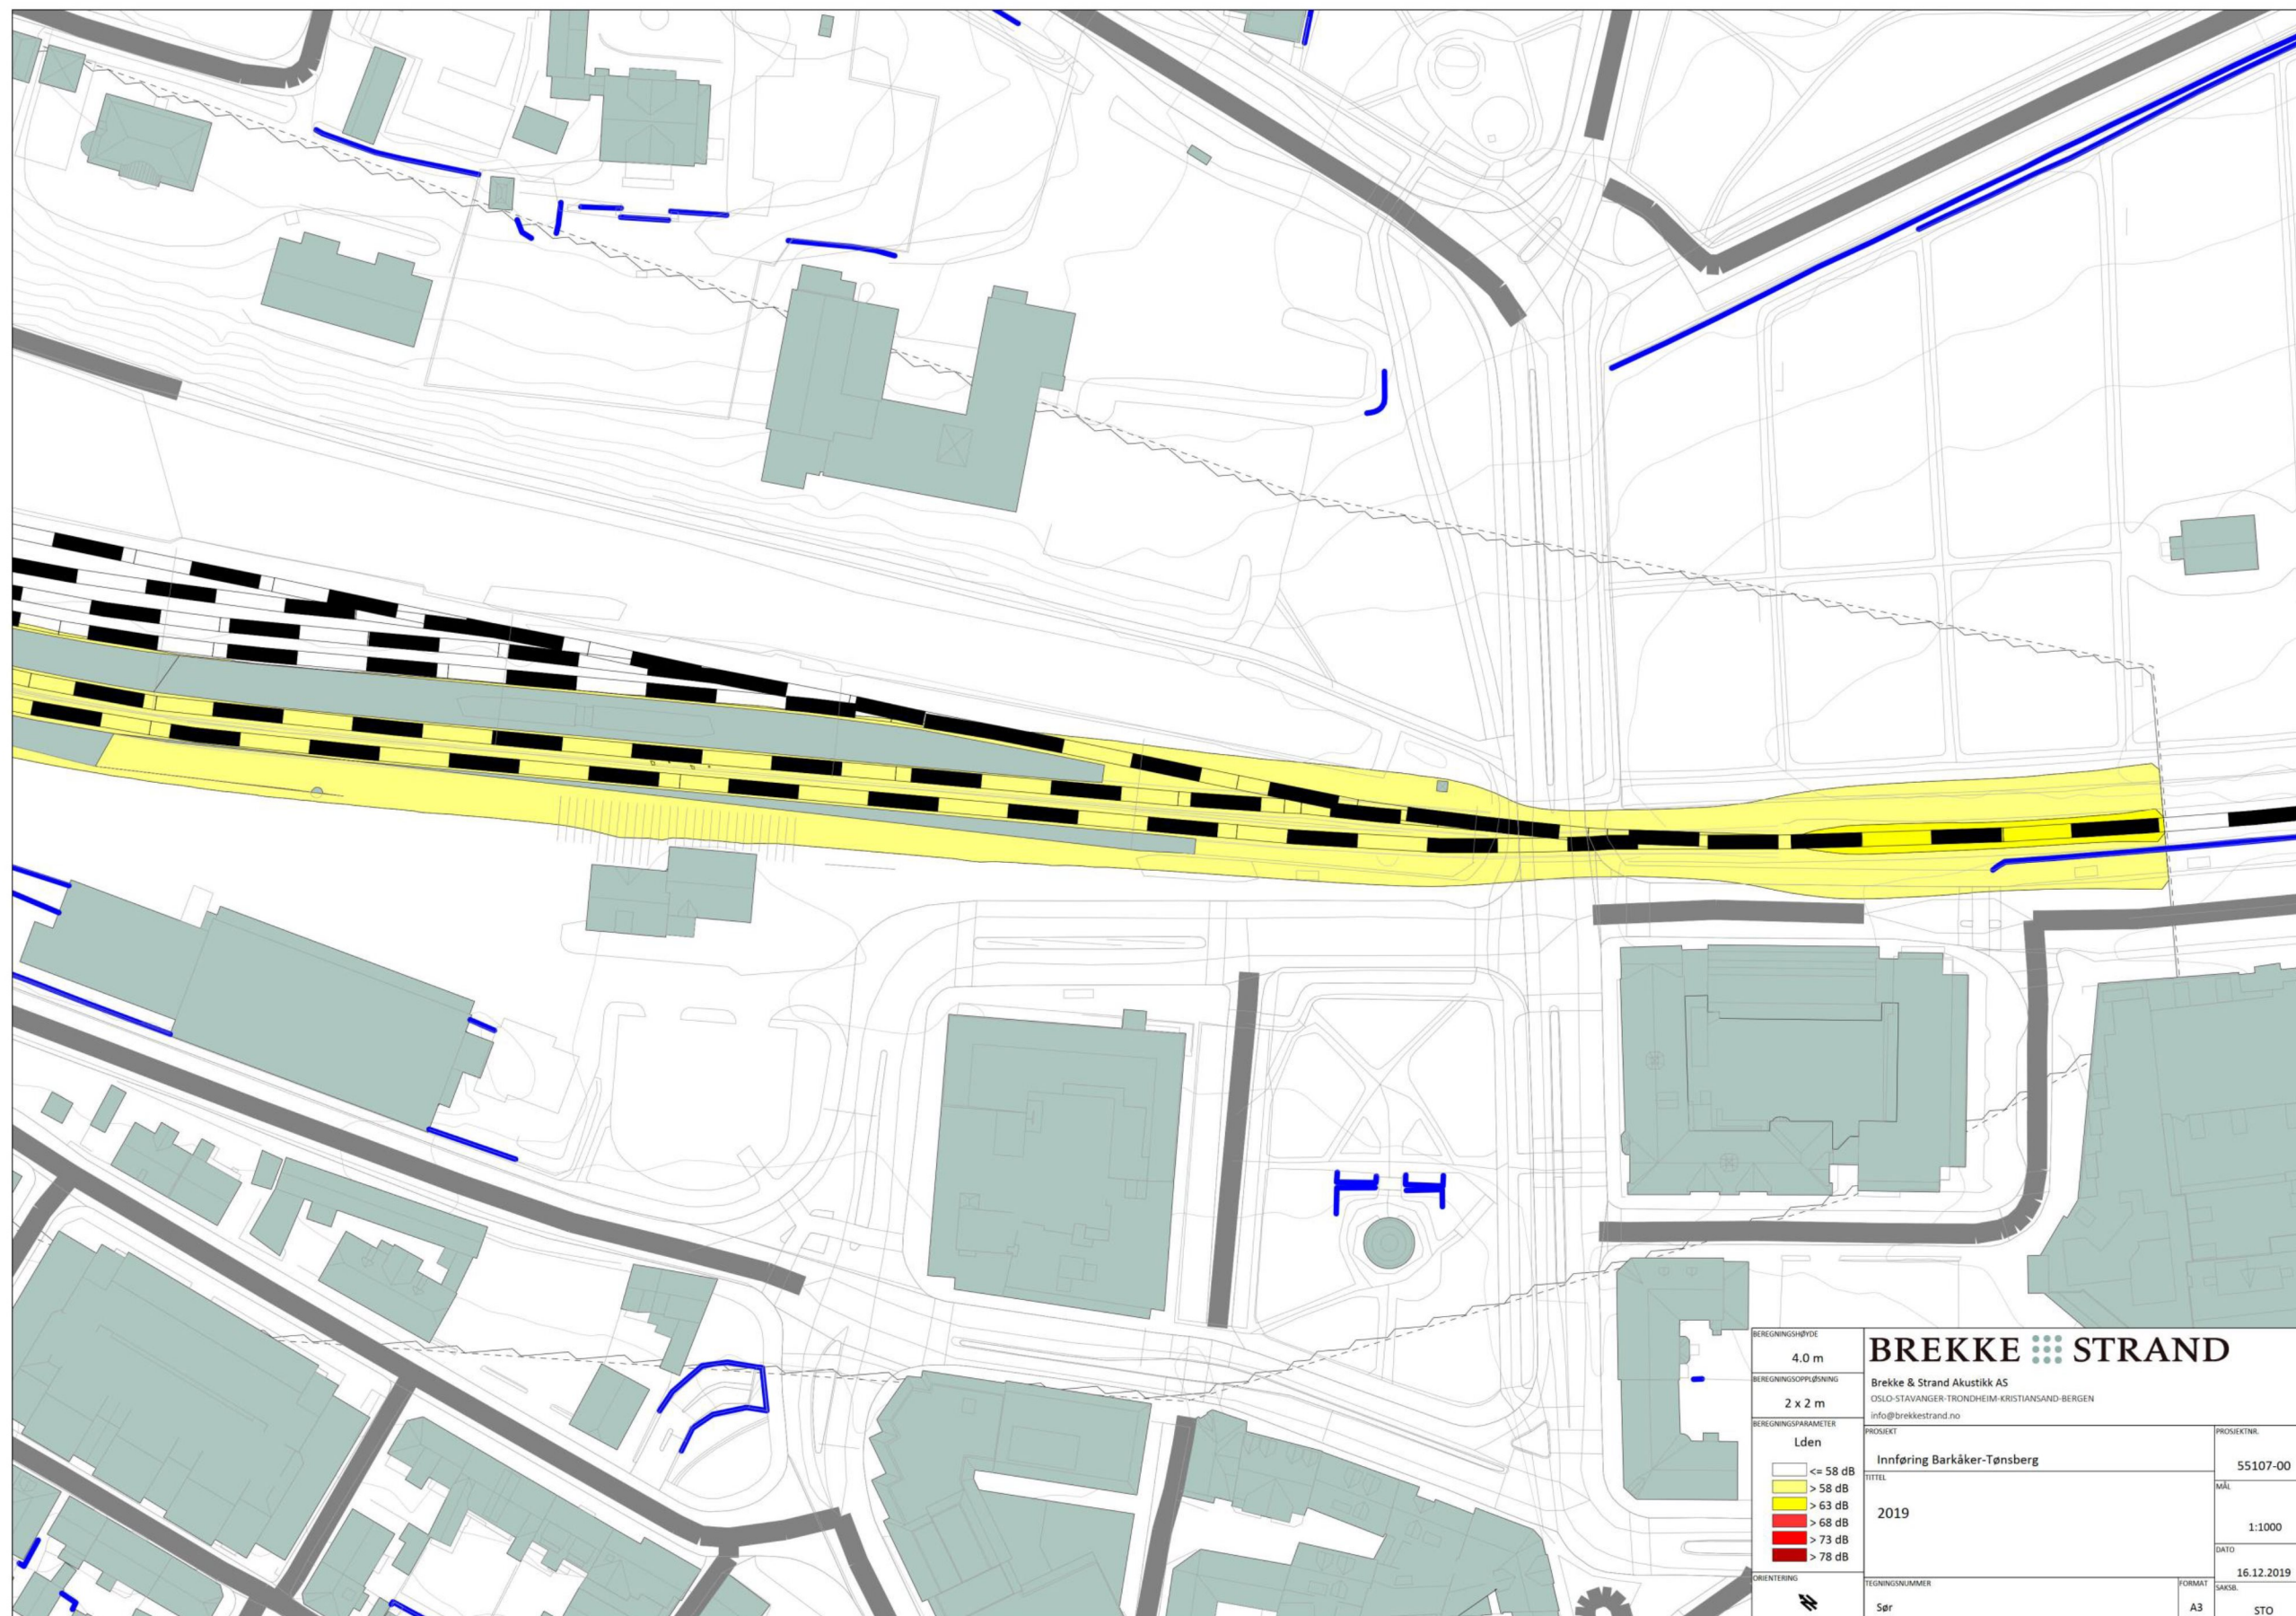 BEREGNINGSHØYDE
4.0 m
BEREGNINGSOPPLØSNING
2 x 2 m
BEREGNINGSPARAMETER
Lden
<= 58 dB
> 58 dB
> 63 dB
> 68 dB
> 73 dB
> 78 dB
ORIENTERING
BREKKE STRAND
Brekke & Strand Akustikk AS
OSLO-STAVANGER-TRONDHEIM-KRISTIANSAND-BERGEN
info@brekkestrand.no
PROSJEKT
Innføring Barkåker-Tønsberg
PROSJEKTNR.
55107-00
TITTEL
2019
MÅL
1:1000
DATO
16.12.2019
TEGNINGSNUMMER
Sør
FORMAT
A3
SAKSB.
STO